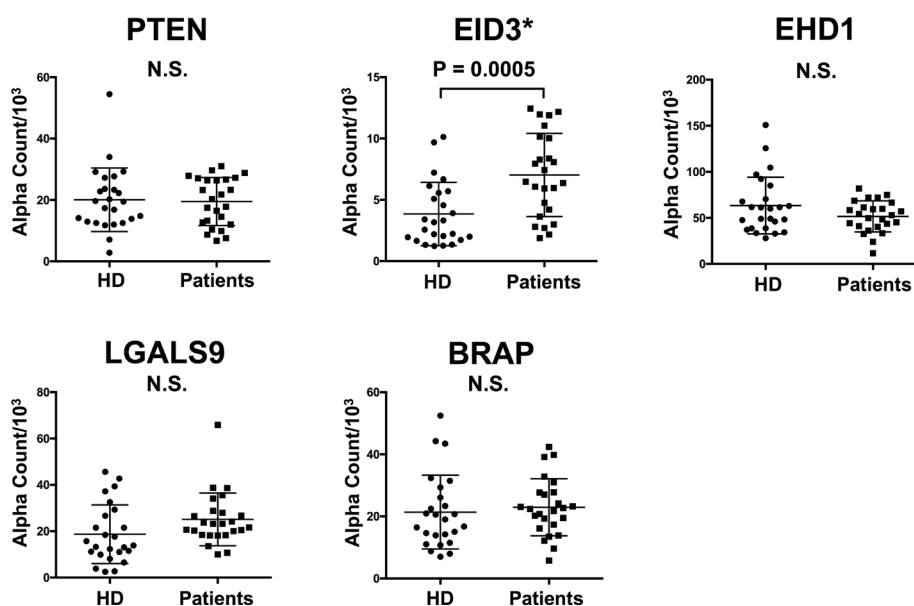 PTEN
N.S.
Alpha Count/10³
60
40
20
0
HD Patients
EID3*
P = 0.0005
Alpha Count/10³
15
10
5
0
HD Patients
EHD1
N.S.
Alpha Count/10³
200
150
100
50
0
HD Patients
LGALS9
N.S.
Alpha Count/10³
80
60
40
20
0
HD Patients
BRAP
N.S.
Alpha Count/10³
60
40
20
0
HD Patients